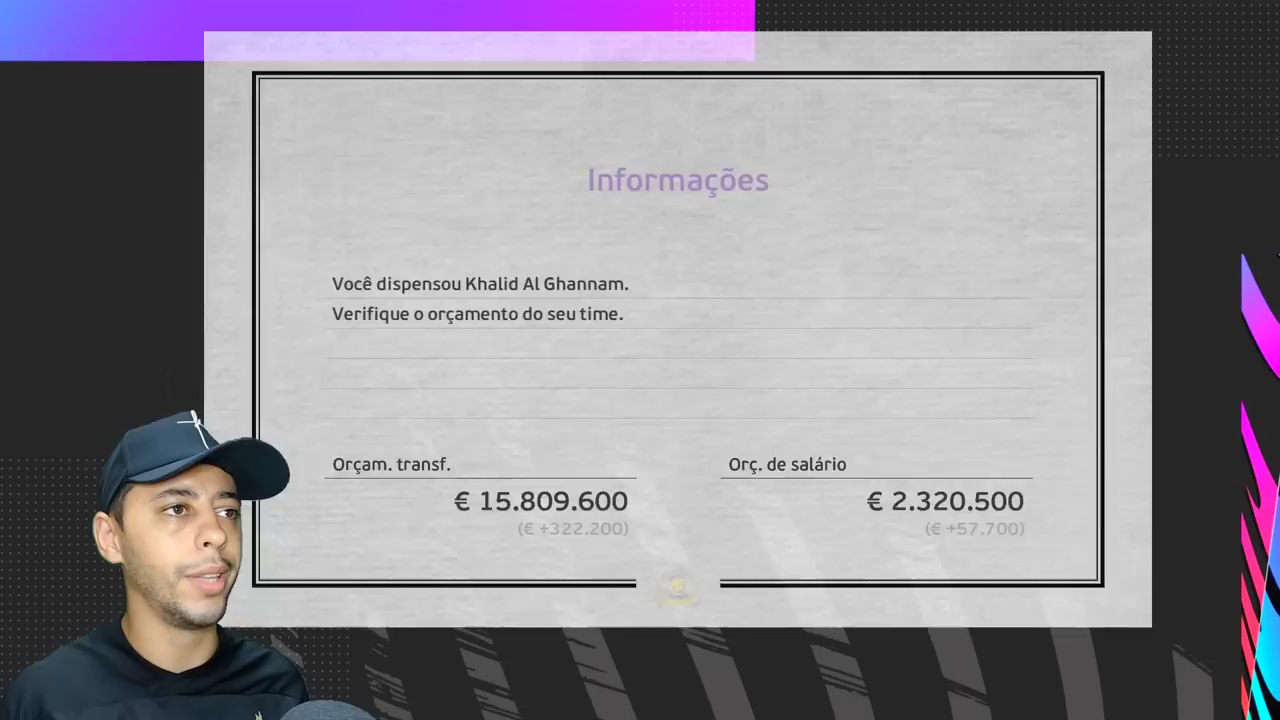 Informações
Você dispensou Khalid Al Ghannam.
Verifique o orçamento do seu time.
Orçam. transf.
€ 15.809.600
(€ +322.200)
Orç. de salário
€ 2.320.500
(€ +57.700)